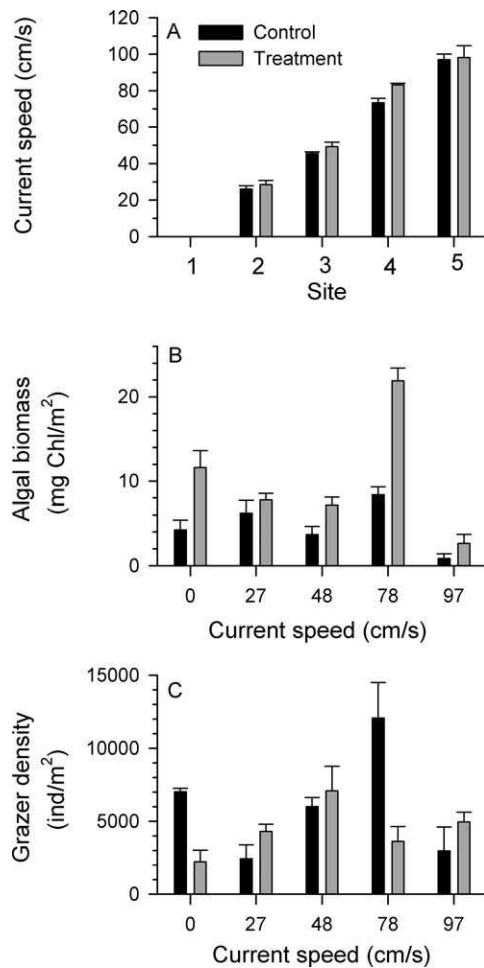 A
Control
Treatment
Current speed (cm/s)
120
100
80
60
40
20
0
1 2 3 4 5
Site
B
Algal biomass
(mg Chl/m²)
20
10
0
0 27 48 78 97
Current speed (cm/s)
C
Grazer density
(ind/m²)
15000
10000
5000
0
0 27 48 78 97
Current speed (cm/s)